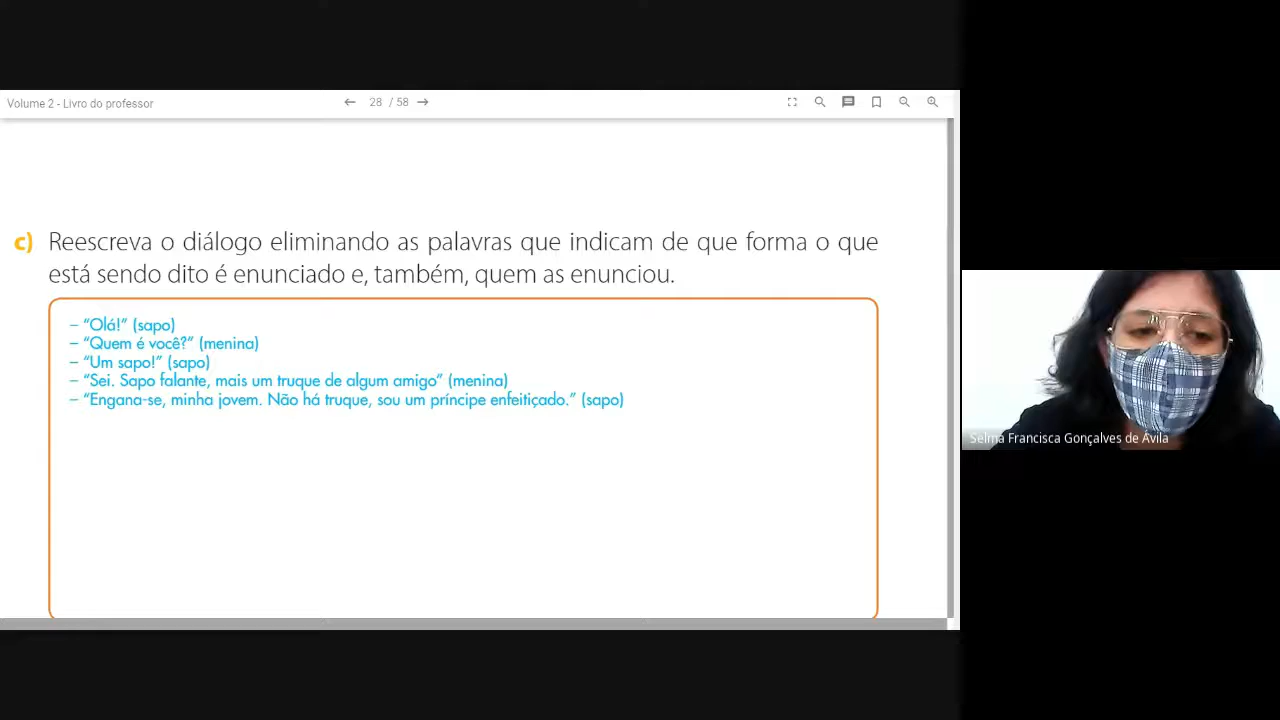 Volume 2 - Livro do professor
28 / 58
c) Reescreva o diálogo eliminando as palavras que indicam de que forma o que
está sendo dito é enunciado e, também, quem as enunciou.
– “Olá!” (sapo)
– “Quem é você?” (menina)
– “Um sapo!” (sapo)
– “Sei. Sapo falante, mais um truque de algum amigo” (menina)
– “Engana-se, minha jovem. Não há truque, sou um príncipe enfeitiçado.” (sapo)
Selma Francisca Gonçalves de Ávila